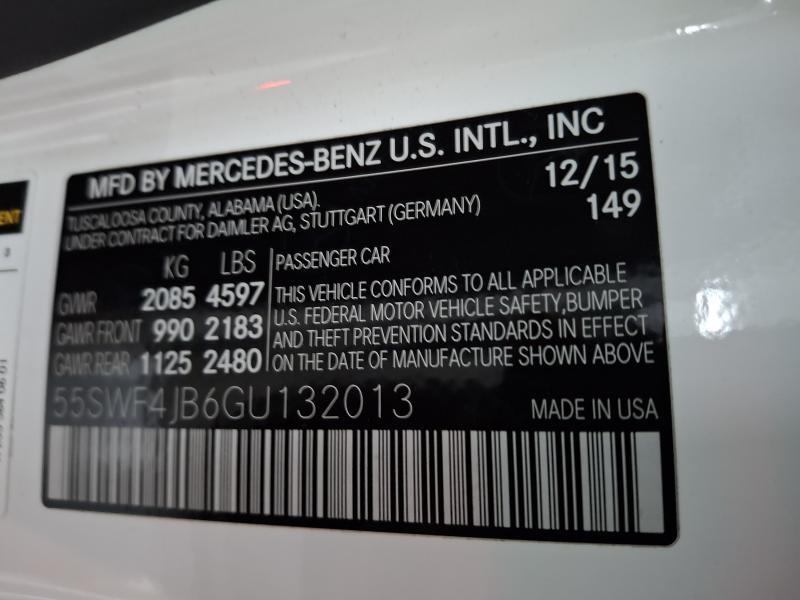 MFD BY MERCEDES-BENZ U.S. INTL., INC
TUSCALOOSA COUNTY, ALABAMA (USA). 12/15
UNDER CONTRACT FOR DAIMLER AG, STUTTGART (GERMANY) 149
KG LBS PASSENGER CAR
GVWR 2085 4597 THIS VEHICLE CONFORMS TO ALL APPLICABLE
GAWR FRONT 990 2183 U.S. FEDERAL MOTOR VEHICLE SAFETY,BUMPER
AND THEFT PREVENTION STANDARDS IN EFFECT
GAWR REAR 1125 2480 ON THE DATE OF MANUFACTURE SHOWN ABOVE
55SWF4JB6GU132013 MADE IN USA
ENT
3